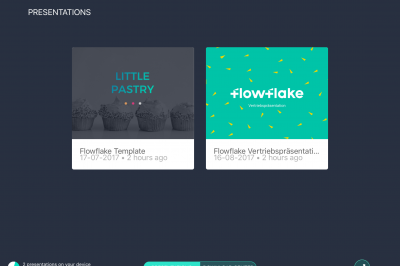 PRESENTATIONS
LITTLE
PASTRY
flowflake
Vertriebspräsentation
Flowflake Template
17-07-2017 • 2 hours ago
Flowflake Vertriebspräsentati...
16-08-2017 • 2 hours ago
2 presentations on your device